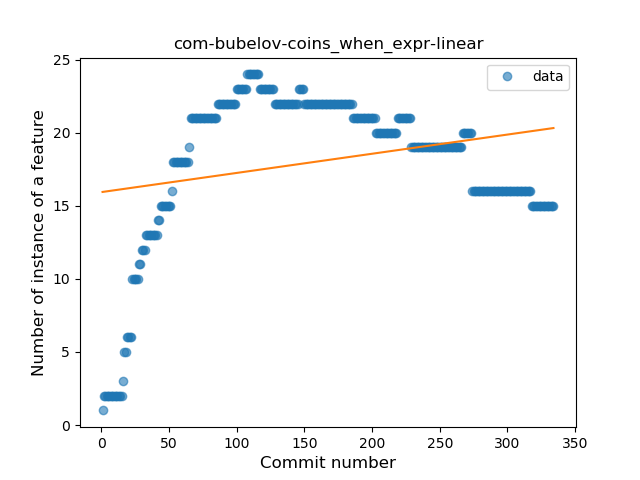 com-bubelov-coins_when_expr-linear
data
25
20
15
10
5
0
Number of instance of a feature
0 50 100 150 200 250 300 350
Commit number